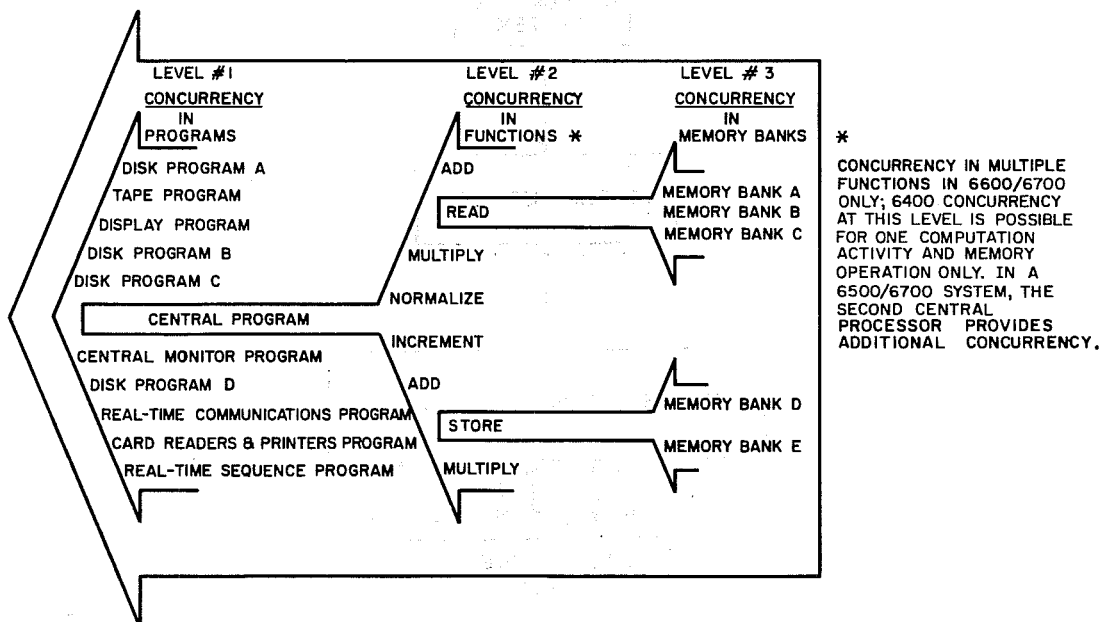 LEVEL #1
CONCURRENCY
IN
PROGRAMS
DISK PROGRAM A
TAPE PROGRAM
DISPLAY PROGRAM
DISK PROGRAM B
DISK PROGRAM C
CENTRAL PROGRAM
CENTRAL MONITOR PROGRAM
DISK PROGRAM D
REAL-TIME COMMUNICATIONS PROGRAM
CARD READERS & PRINTERS PROGRAM
REAL-TIME SEQUENCE PROGRAM
LEVEL #2
CONCURRENCY
IN
FUNCTIONS *
ADD
READ
MULTIPLY
NORMALIZE
INCREMENT
ADD
STORE
MULTIPLY
LEVEL #3
CONCURRENCY
IN
MEMORY BANKS
MEMORY BANK A
MEMORY BANK B
MEMORY BANK C
MEMORY BANK D
MEMORY BANK E
*
CONCURRENCY IN MULTIPLE
FUNCTIONS IN 6600/6700
ONLY; 6400 CONCURRENCY
AT THIS LEVEL IS POSSIBLE
FOR ONE COMPUTATION
ACTIVITY AND MEMORY
OPERATION ONLY. IN A
6500/6700 SYSTEM, THE
SECOND CENTRAL
PROCESSOR PROVIDES
ADDITIONAL CONCURRENCY.